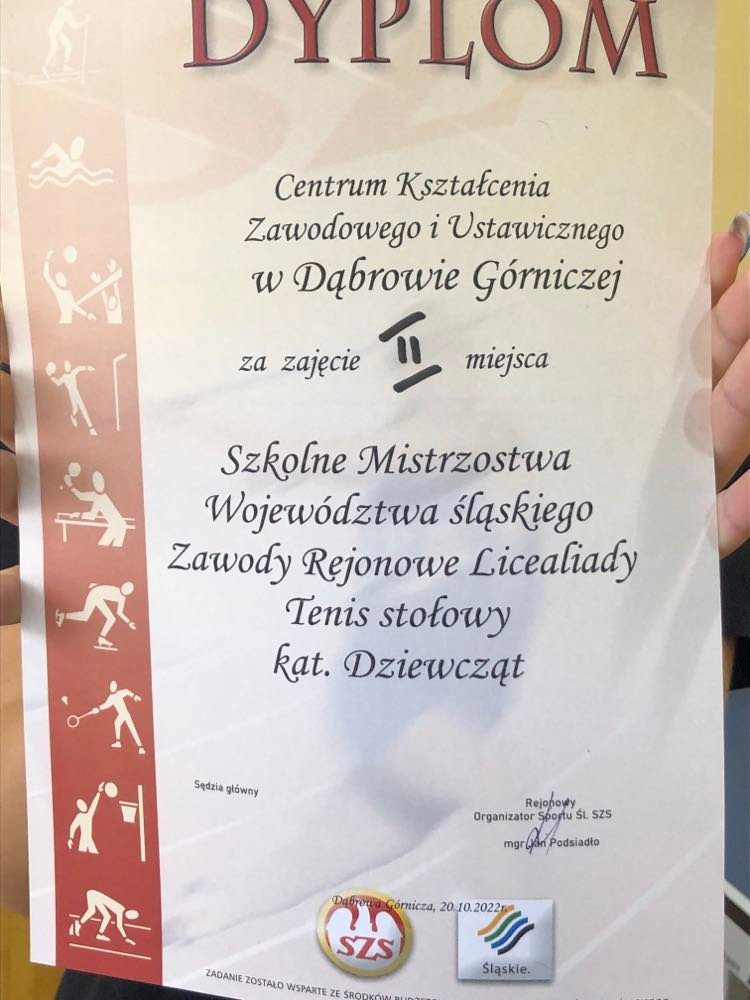 DYPLOM
Centrum Kształcenia
Zawodowego i Ustawicznego
w Dąbrowie Górniczej
za zajęcie II miejsca
Szkolne Mistrzostwa
Województwa śląskiego
Zawody Rejonowe Licealiady
Tenis stołowy
kat. Dziewcząt
Sędzia główny
Rejonowy
Organizator Sportu Śl. SZS
mgr Jan Podsiadło
Dąbrowa Górnicza, 20.10.2022r.
SZS
Śląskie.
ZADANIE ZOSTAŁO WSPARTE ZE ŚRODKÓW